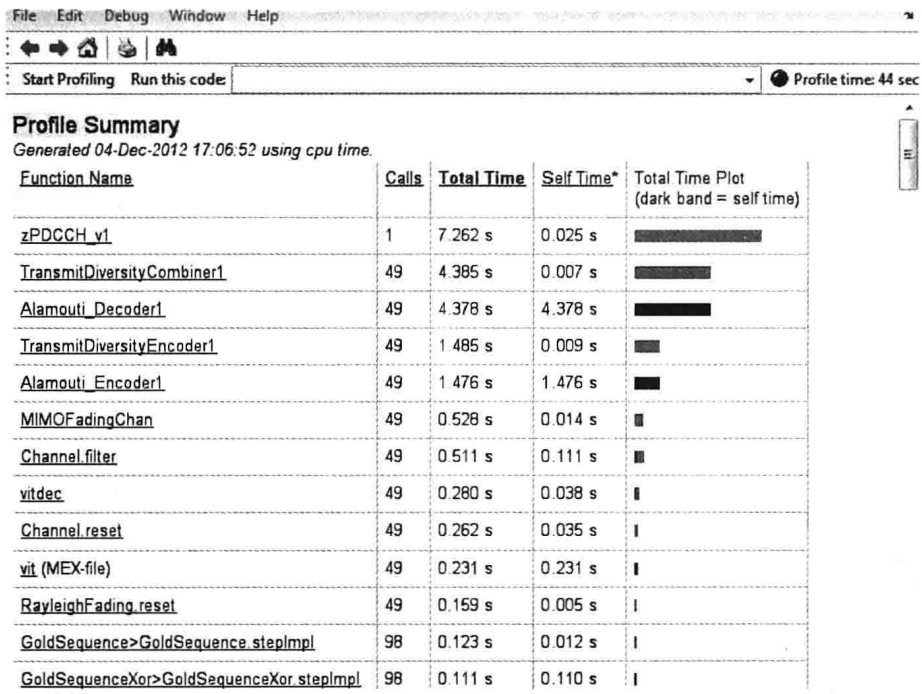 File Edit Debug Window Help
Start Profiling Run this code: Profile time: 44 sec
Profile Summary
Generated 04-Dec-2012 17:06:52 using cpu time.
Function Name Calls Total Time Self Time* Total Time Plot
(dark band = self time)
zPDCCH_v1 1 7.262 s 0.025 s
TransmitDiversityCombiner1 49 4.385 s 0.007 s
Alamouti_Decoder1 49 4.378 s 4.378 s
TransmitDiversityEncoder1 49 1.485 s 0.009 s
Alamouti_Encoder1 49 1.476 s 1.476 s
MIMOFadingChan 49 0.528 s 0.014 s
Channel.filter 49 0.511 s 0.111 s
vitdec 49 0.280 s 0.038 s
Channel.reset 49 0.262 s 0.035 s
vit (MEX-file) 49 0.231 s 0.231 s
RayleighFading.reset 49 0.159 s 0.005 s
GoldSequence>GoldSequence.stepImpl 98 0.123 s 0.012 s
GoldSequenceXor>GoldSequenceXor.stepImpl 98 0.111 s 0.110 s